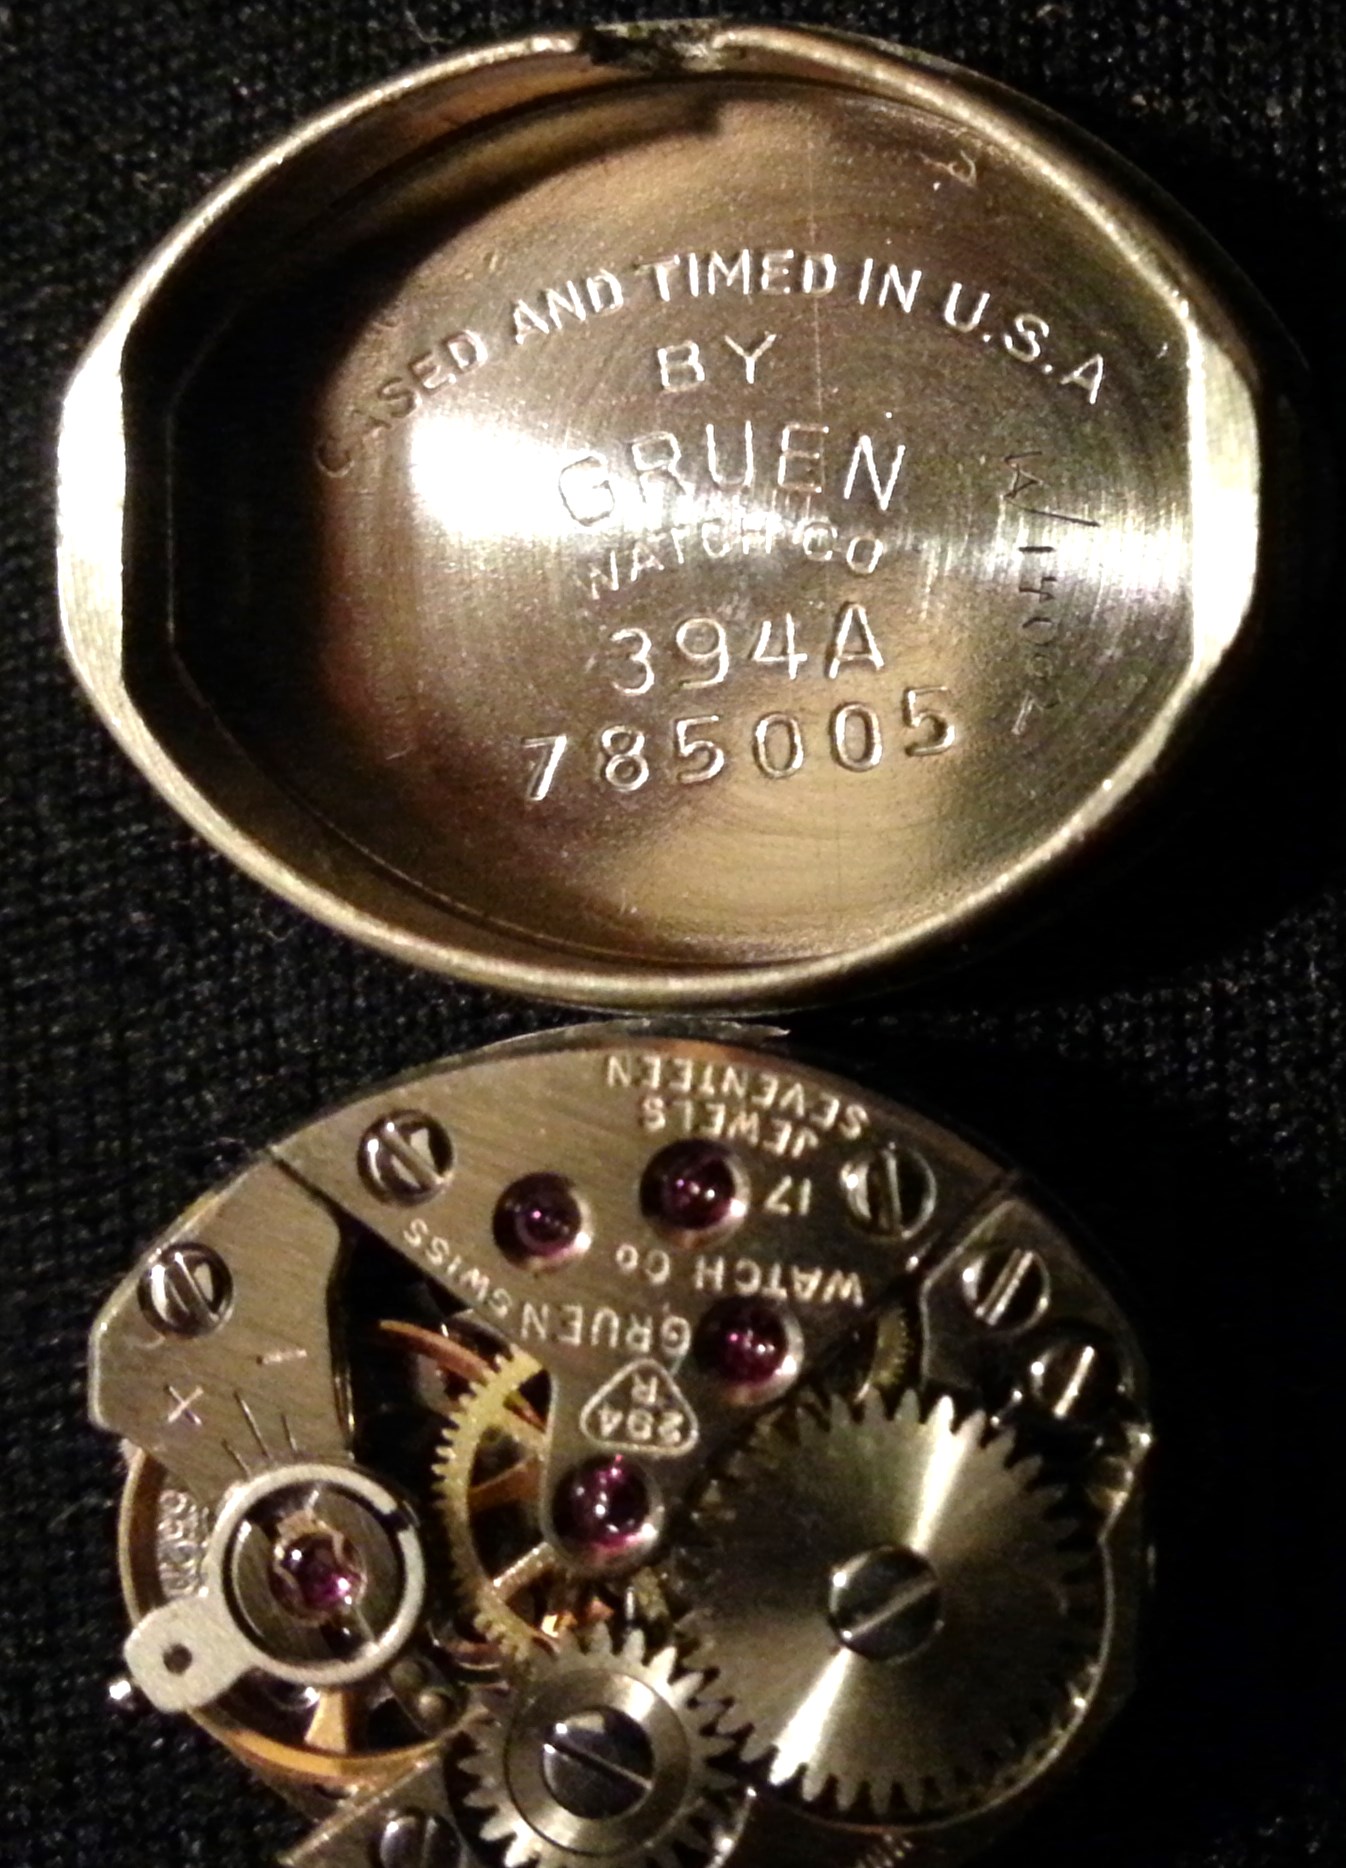 CASED AND TIMED IN U.S.A
BY
GRUEN
WATCH CO
394A
785005
294
R
GRUEN SWISS
WATCH CO
17
JEWELS
SEVENTEEN
+
−